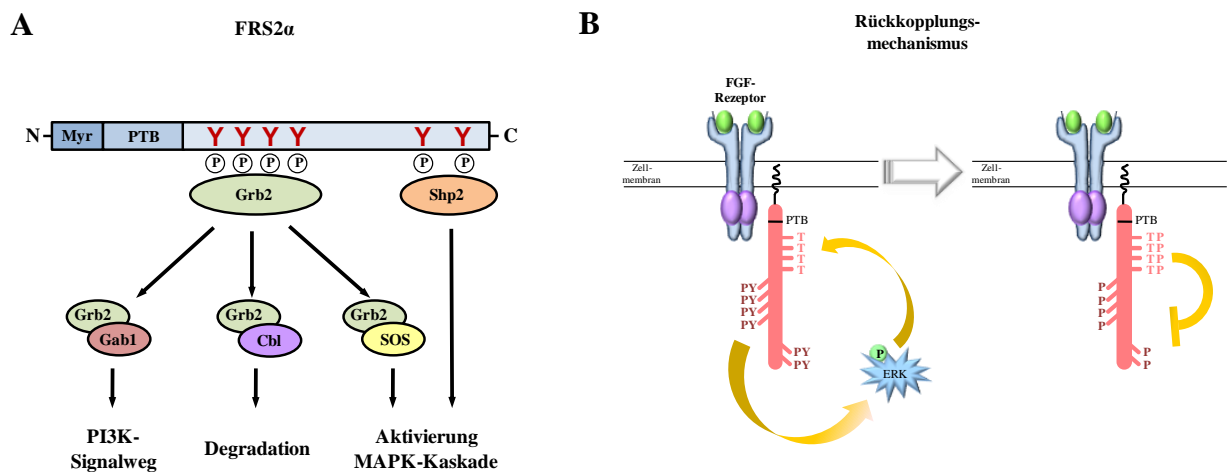 A
FRS2α
N
Myr
PTB
Y Y Y Y
Y Y
C
P P P P
P P
Grb2
Shp2
Grb2
Gab1
Grb2
Cbl
Grb2
SOS
PI3K-
Signalweg
Degradation
Aktivierung
MAPK-Kaskade
B
Rückkopplungs-
mechanismus
FGF-
Rezeptor
Zell-
membran
PTB
T
T
T
T
PY
PY
PY
PY
PY
PY
P
ERK
Zell-
membran
PTB
TP
TP
TP
TP
P
P
P
P
P
P